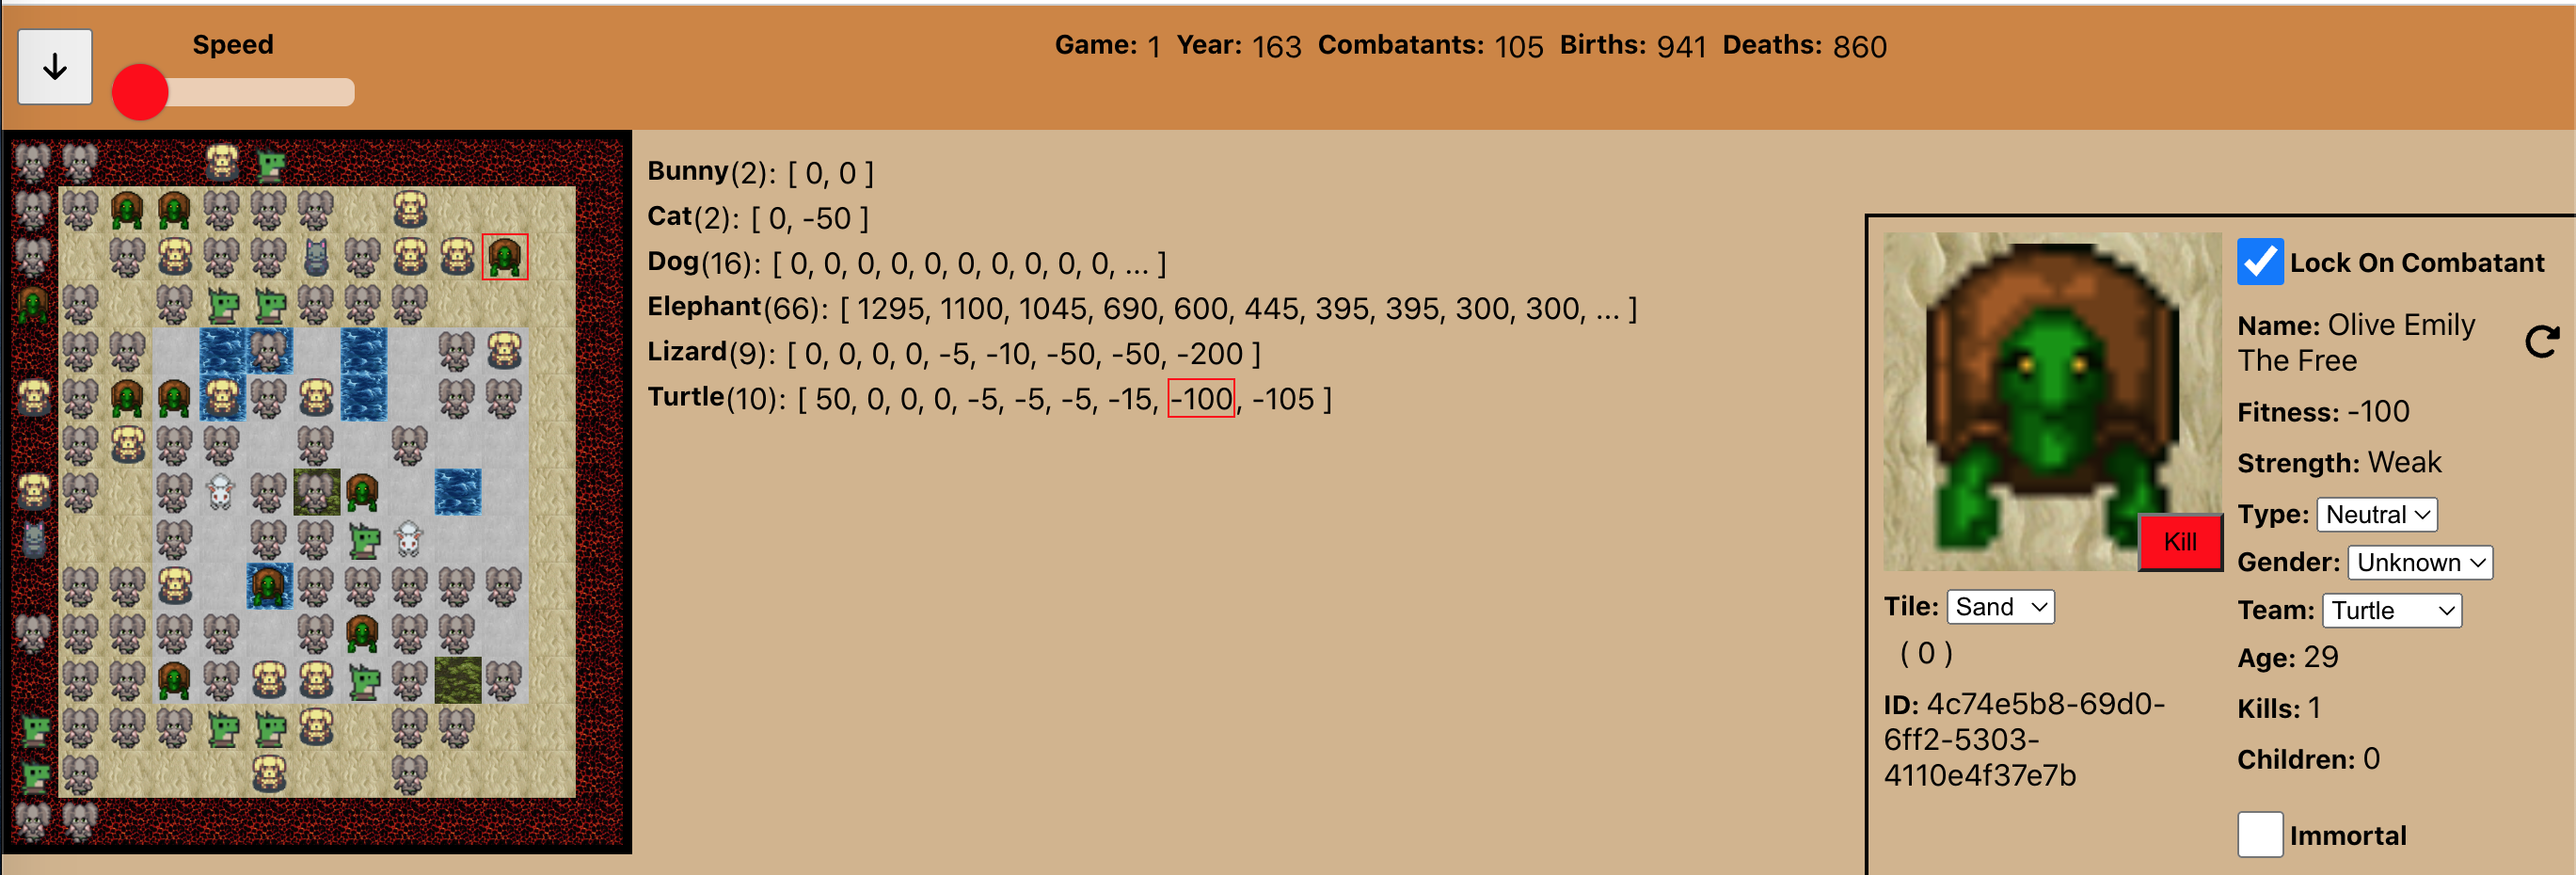 Speed
Game: 1 Year: 163 Combatants: 105 Births: 941 Deaths: 860
Bunny(2): [ 0, 0 ]
Cat(2): [ 0, -50 ]
Dog(16): [ 0, 0, 0, 0, 0, 0, 0, 0, 0, 0, ... ]
Elephant(66): [ 1295, 1100, 1045, 690, 600, 445, 395, 395, 300, 300, ... ]
Lizard(9): [ 0, 0, 0, 0, -5, -10, -50, -50, -200 ]
Turtle(10): [ 50, 0, 0, 0, -5, -5, -5, -15, -100, -105 ]
Kill
Tile: Sand
( 0 )
ID: 4c74e5b8-69d0-
6ff2-5303-
4110e4f37e7b
Lock On Combatant
Name: Olive Emily
The Free
Fitness: -100
Strength: Weak
Type: Neutral
Gender: Unknown
Team: Turtle
Age: 29
Kills: 1
Children: 0
Immortal